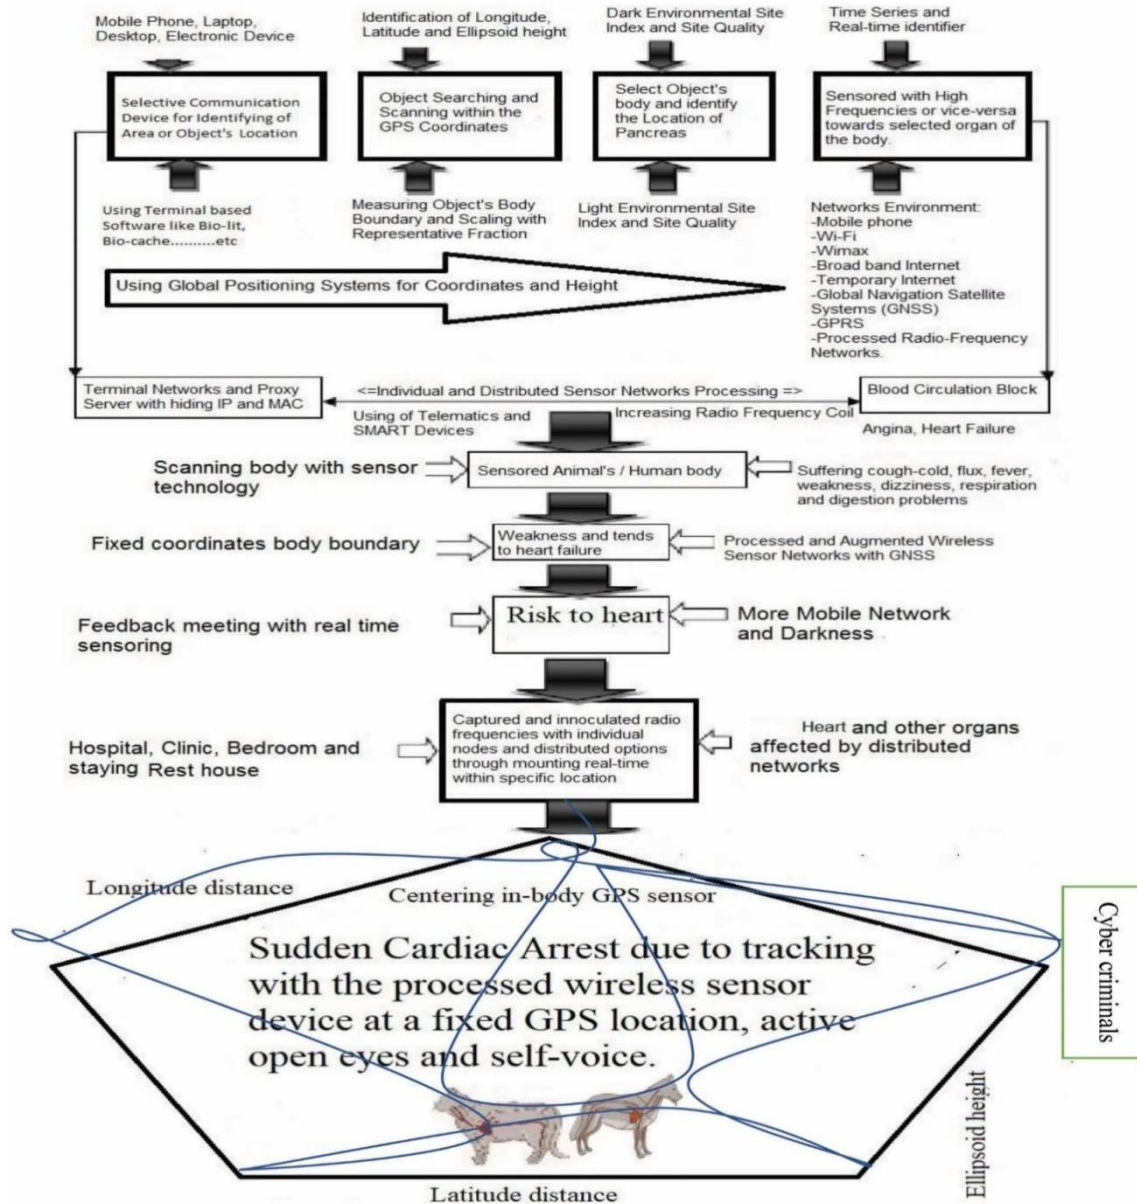 Mobile Phone, Laptop,
Desktop, Electronic Device
Identification of Longitude,
Latitude and Ellipsoid height
Dark Environmental Site
Index and Site Quality
Time Series and
Real-time identifier
Selective Communication
Device for Identifying of
Area or Object's Location
Object Searching and
Scanning within the
GPS Coordinates
Select Object's
body and identify
the Location of
Pancreas
Sensored with High
Frequencies or vice-versa
towards selected organ of
the body.
Using Terminal based
Software like Bio-lit,
Bio-cache..........etc
Measuring Object's Body
Boundary and Scaling with
Representative Fraction
Light Environmental Site
Index and Site Quality
Networks Environment:
-Mobile phone
-Wi-Fi
-Wimax
-Broad band Internet
-Temporary Internet
-Global Navigation Satellite
Systems (GNSS)
-GPRS
-Processed Radio-Frequency
Networks.
Using Global Positioning Systems for Coordinates and Height
Terminal Networks and Proxy
Server with hiding IP and MAC
<=Individual and Distributed Sensor Networks Processing =>
Blood Circulation Block
Using of Telematics and
SMART Devices
Increasing Radio Frequency Coil
Angina, Heart Failure
Scanning body with sensor
technology
Sensored Animal's / Human body
Suffering cough-cold, flux, fever,
weakness, dizziness, respiration
and digestion problems
Fixed coordinates body boundary
Weakness and tends
to heart failure
Processed and Augmented Wireless
Sensor Networks with GNSS
Feedback meeting with real time
sensoring
Risk to heart
More Mobile Network
and Darkness
Hospital, Clinic, Bedroom and
staying Rest house
Captured and innoculated radio
frequencies with individual
nodes and distributed options
through mounting real-time
within specific location
Heart and other organs
affected by distributed
networks
Longitude distance
Centering in-body GPS sensor
Cyber criminals
Sudden Cardiac Arrest due to tracking
with the processed wireless sensor
device at a fixed GPS location, active
open eyes and self-voice.
Ellipsoid height
Latitude distance